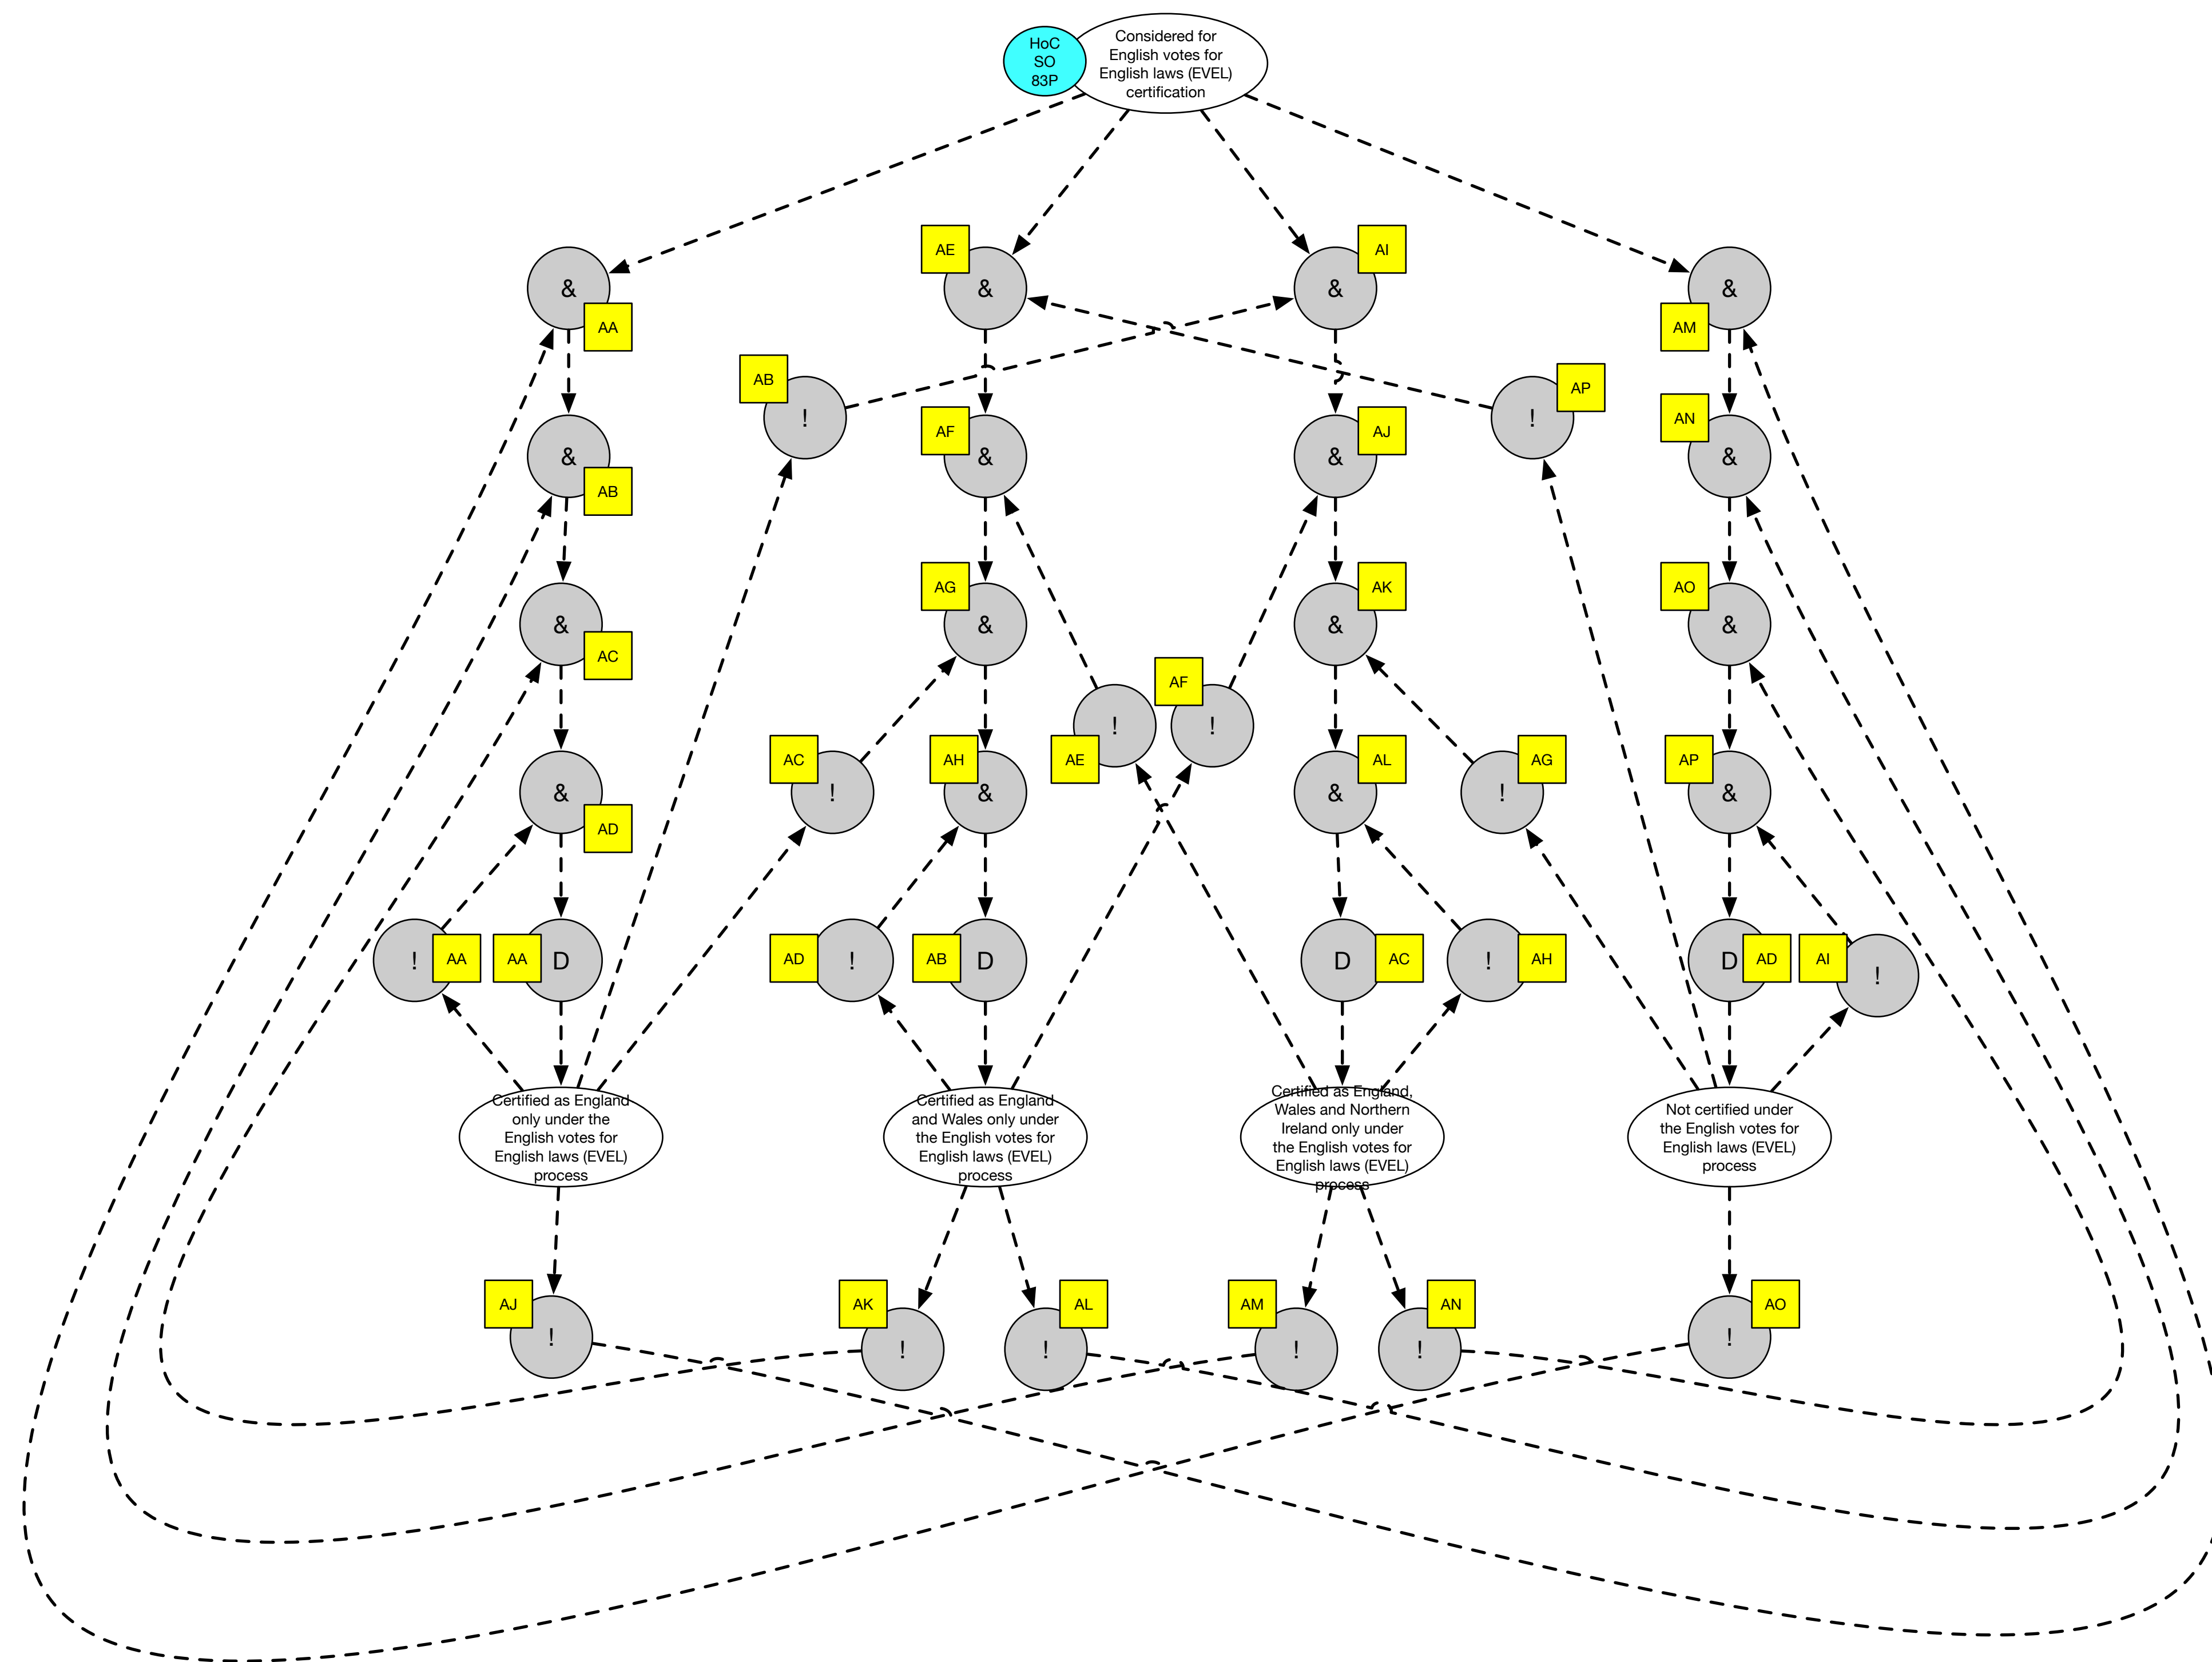 HoC
SO
83P
Considered for
English votes for
English laws (EVEL)
certification
AE
AI
&
&
&
&
AA
AM
AB
AP
!
!
AF
AJ
AN
&
&
&
&
AB
AG
AK
AO
&
&
&
&
AC
AF
!
!
AE
AC
AH
AL
AG
AP
&
!
&
&
!
&
AD
!
AA
AA
D
AD
!
AB
D
D
AC
!
AH
D
AD
AI
!
Certified as England
only under the
English votes for
English laws (EVEL)
process
Certified as England
and Wales only under
the English votes for
English laws (EVEL)
process
Certified as England,
Wales and Northern
Ireland only under
the English votes for
English laws (EVEL)
process
Not certified under
the English votes for
English laws (EVEL)
process
AJ
AK
AL
AM
AN
AO
!
!
!
!
!
!